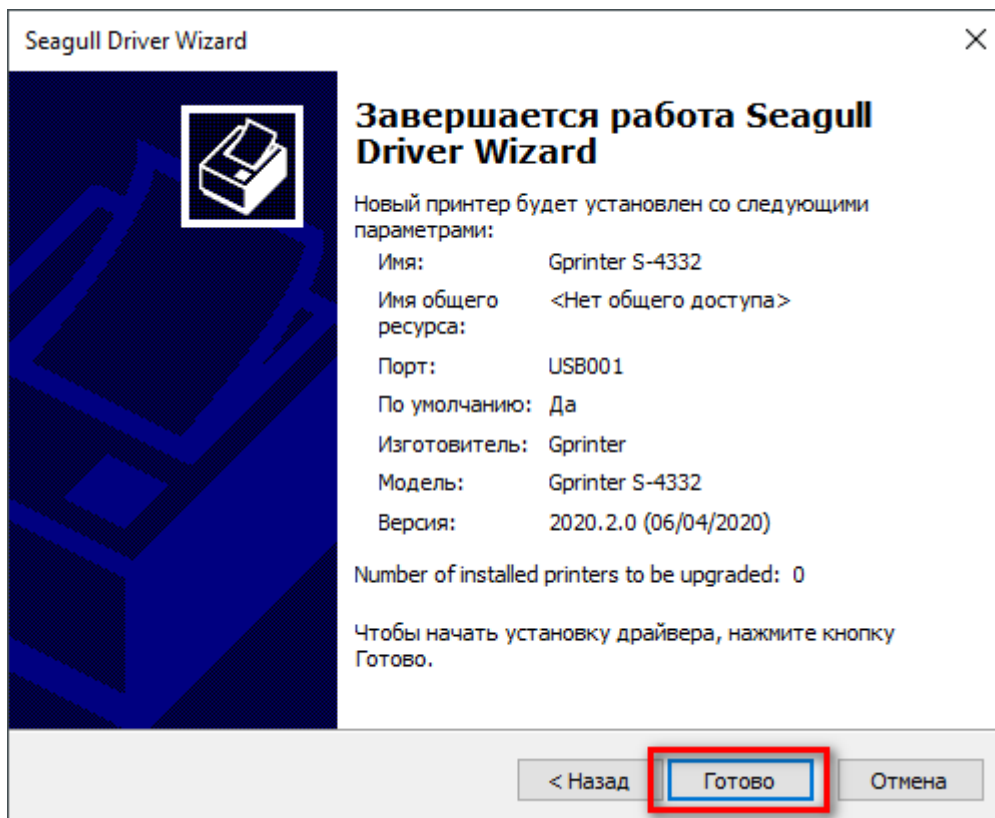 Seagull Driver Wizard
Завершается работа Seagull
Driver Wizard
Новый принтер будет установлен со следующими
параметрами:
Имя: Gprinter S-4332
Имя общего <Нет общего доступа>
ресурса:
Порт: USB001
По умолчанию: Да
Изготовитель: Gprinter
Модель: Gprinter S-4332
Версия: 2020.2.0 (06/04/2020)
Number of installed printers to be upgraded: 0
Чтобы начать установку драйвера, нажмите кнопку
Готово.
< Назад Готово Отмена